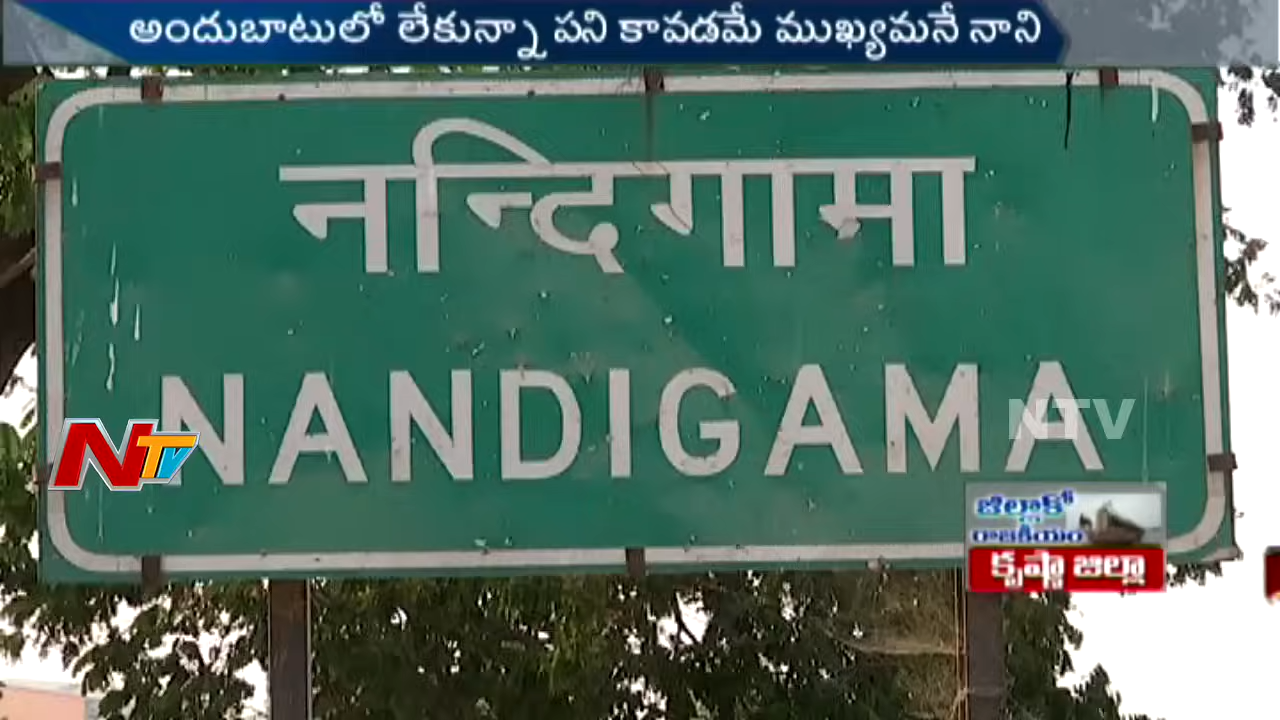 అందుబాటులో లేకున్నా పని కావడమే ముఖ్యమనే నాని
नन्दिगामा
NANDIGAMA
NTV
NTV
జిల్లాకో
రాజకీయం
కృష్ణా జిల్లా